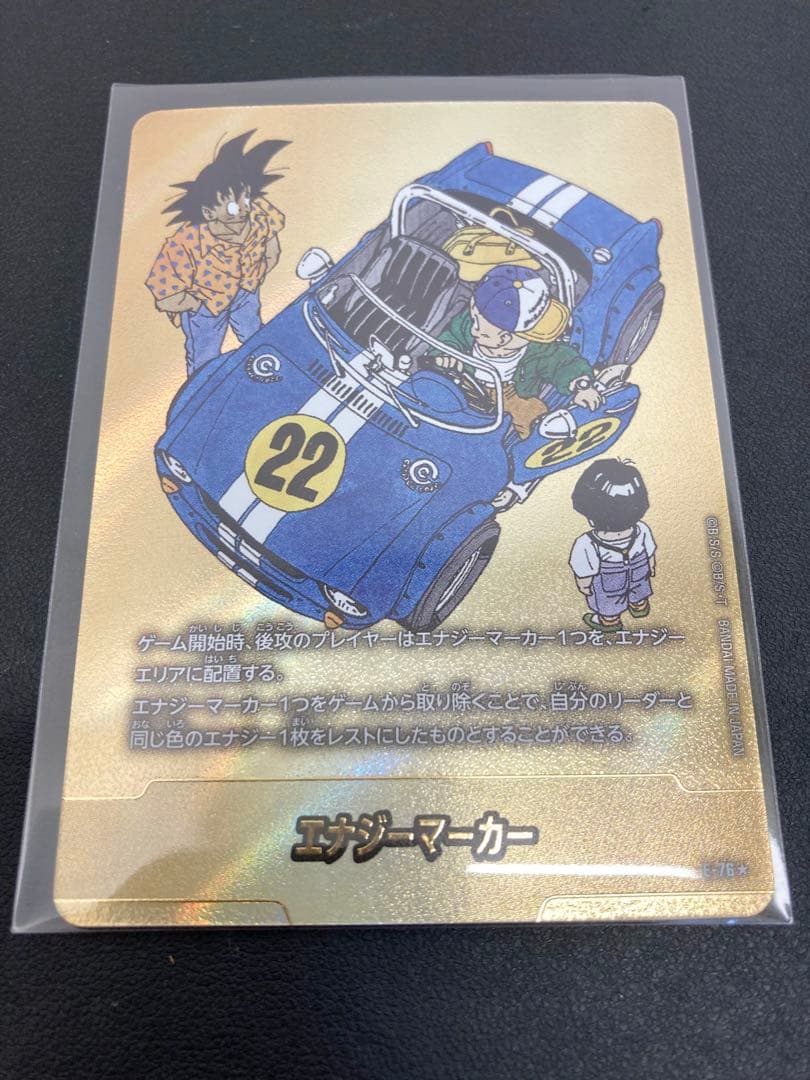 22
22
ゲーム開始時、後攻のプレイヤーはエナジーマーカー1つを、エナジー
エリアに配置する。
エナジーマーカー1つをゲームから取り除くことで、自分のリーダーと
同じ色のエナジー1枚をレストにしたものとすることができる。
©B.S/S ©B/S・T BANDAI MADE IN JAPAN
エナジーマーカー
E-76★